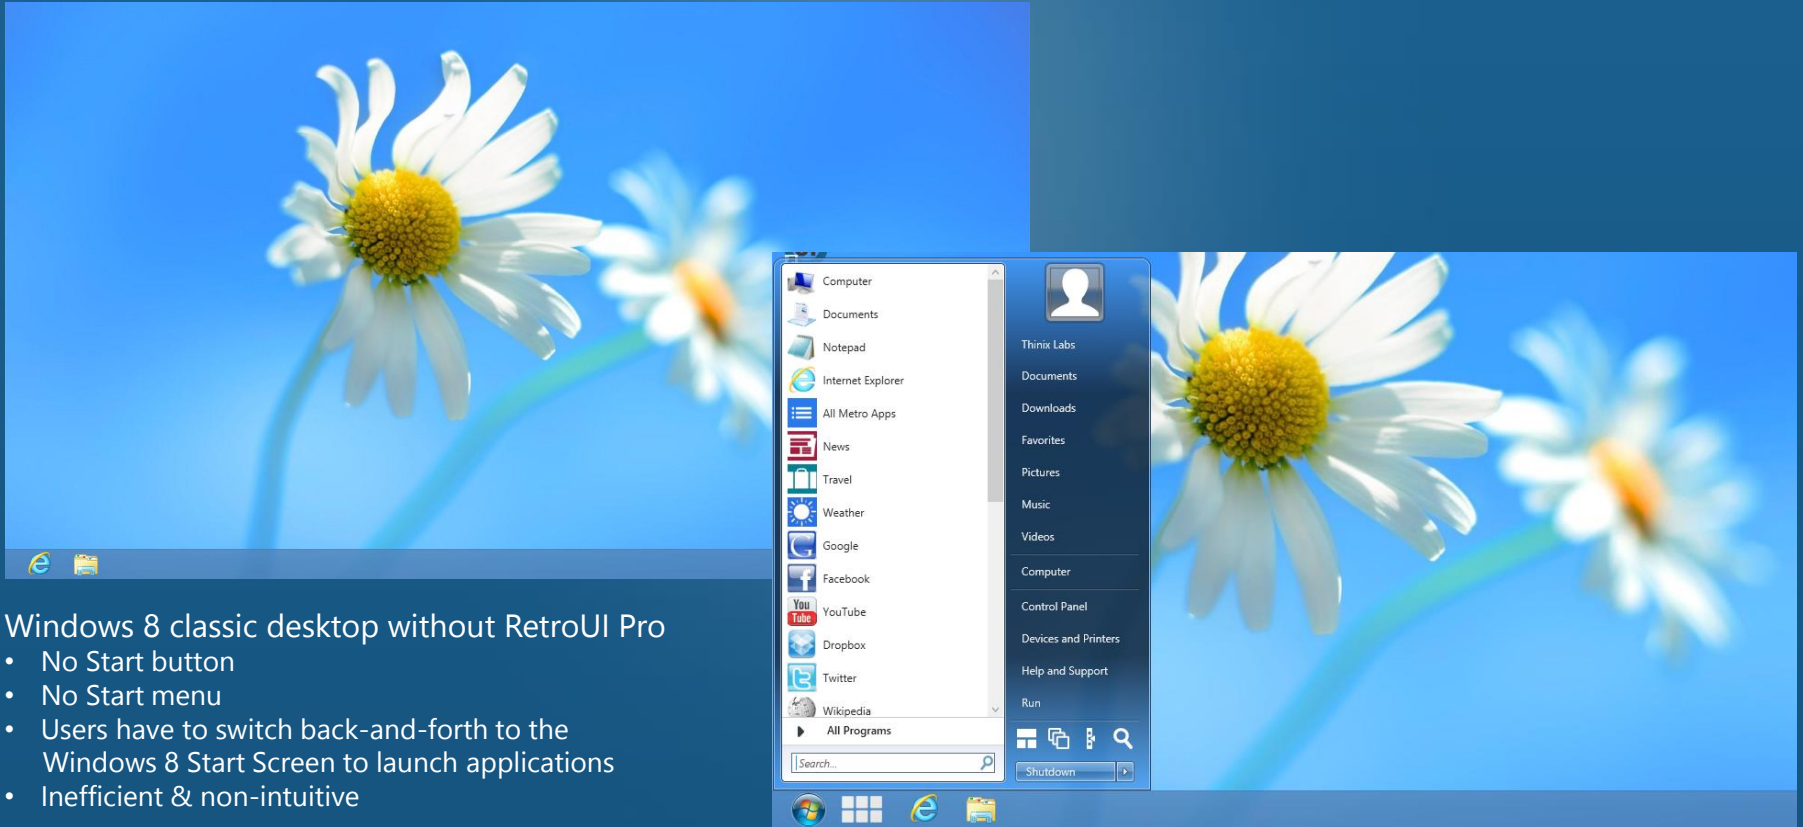 Windows 8 classic desktop without RetroUI Pro
• No Start button
• No Start menu
• Users have to switch back-and-forth to the
Windows 8 Start Screen to launch applications
• Inefficient & non-intuitive
Computer
Documents
Notepad
Internet Explorer
All Metro Apps
News
Travel
Weather
Google
Facebook
You
Tube
YouTube
Dropbox
Twitter
Wikipedia
All Programs
Search...
Thinix Labs
Documents
Downloads
Favorites
Pictures
Music
Videos
Computer
Control Panel
Devices and Printers
Help and Support
Run
Shutdown